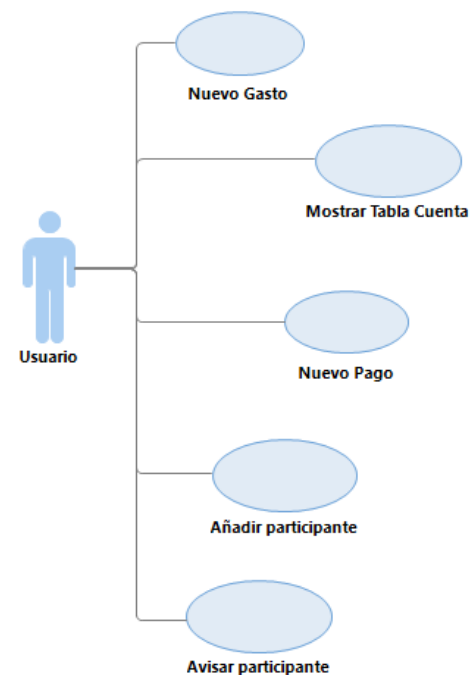 Nuevo Gasto
Mostrar Tabla Cuenta
Usuario
Nuevo Pago
Añadir participante
Avisar participante